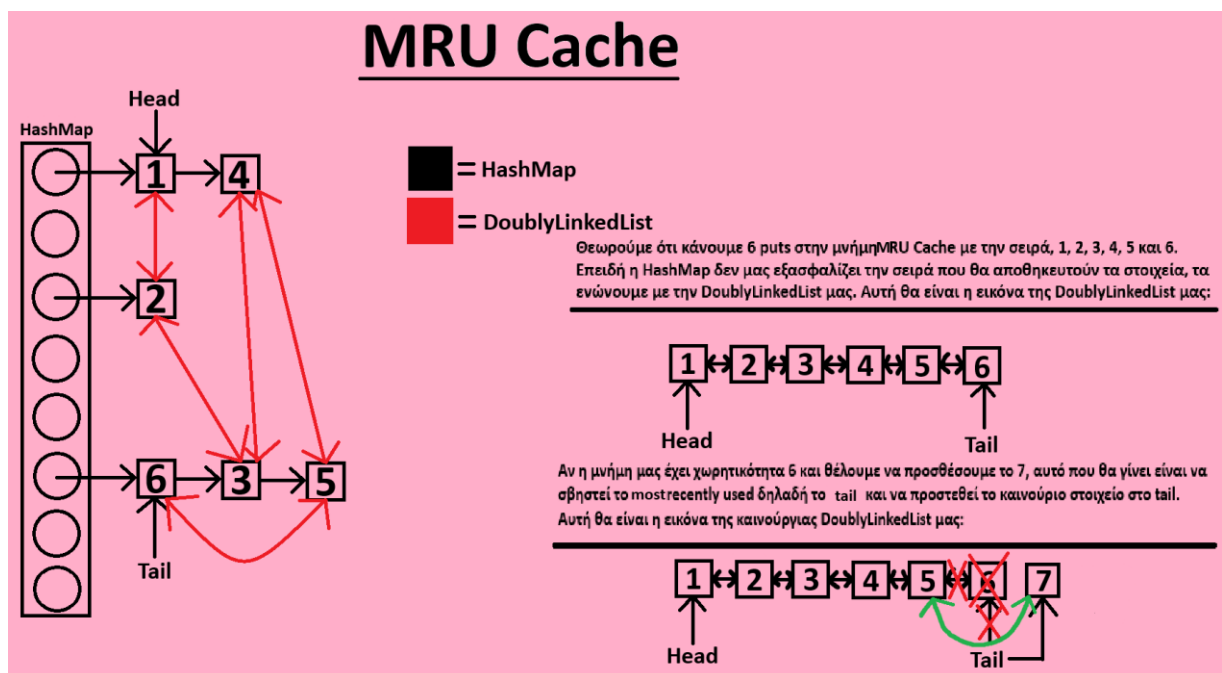 MRU Cache
Head
HashMap
1 4
2
6 3 5
Tail
= HashMap
= DoublyLinkedList
Θεωρούμε ότι κάνουμε 6 puts στην μνήμηMRU Cache με την σειρά, 1, 2, 3, 4, 5 και 6.
Επειδή η HashMap δεν μας εξασφαλίζει την σειρά που θα αποθηκευτούν τα στοιχεία, τα
ενώνουμε με την DoublyLinkedList μας. Αυτή θα είναι η εικόνα της DoublyLinkedList μας:
1 2 3 4 5 6
Head Tail
Αν η μνήμη μας έχει χωρητικότητα 6 και θέλουμε να προσθέσουμε το 7, αυτό που θα γίνει είναι να
σβηστεί το mostrecently used δηλαδή το tail και να προστεθεί το καινούριο στοιχείο στο tail.
Αυτή θα είναι η εικόνα της καινούργιας DoublyLinkedList μας:
1 2 3 4 5 6 7
Head Tail